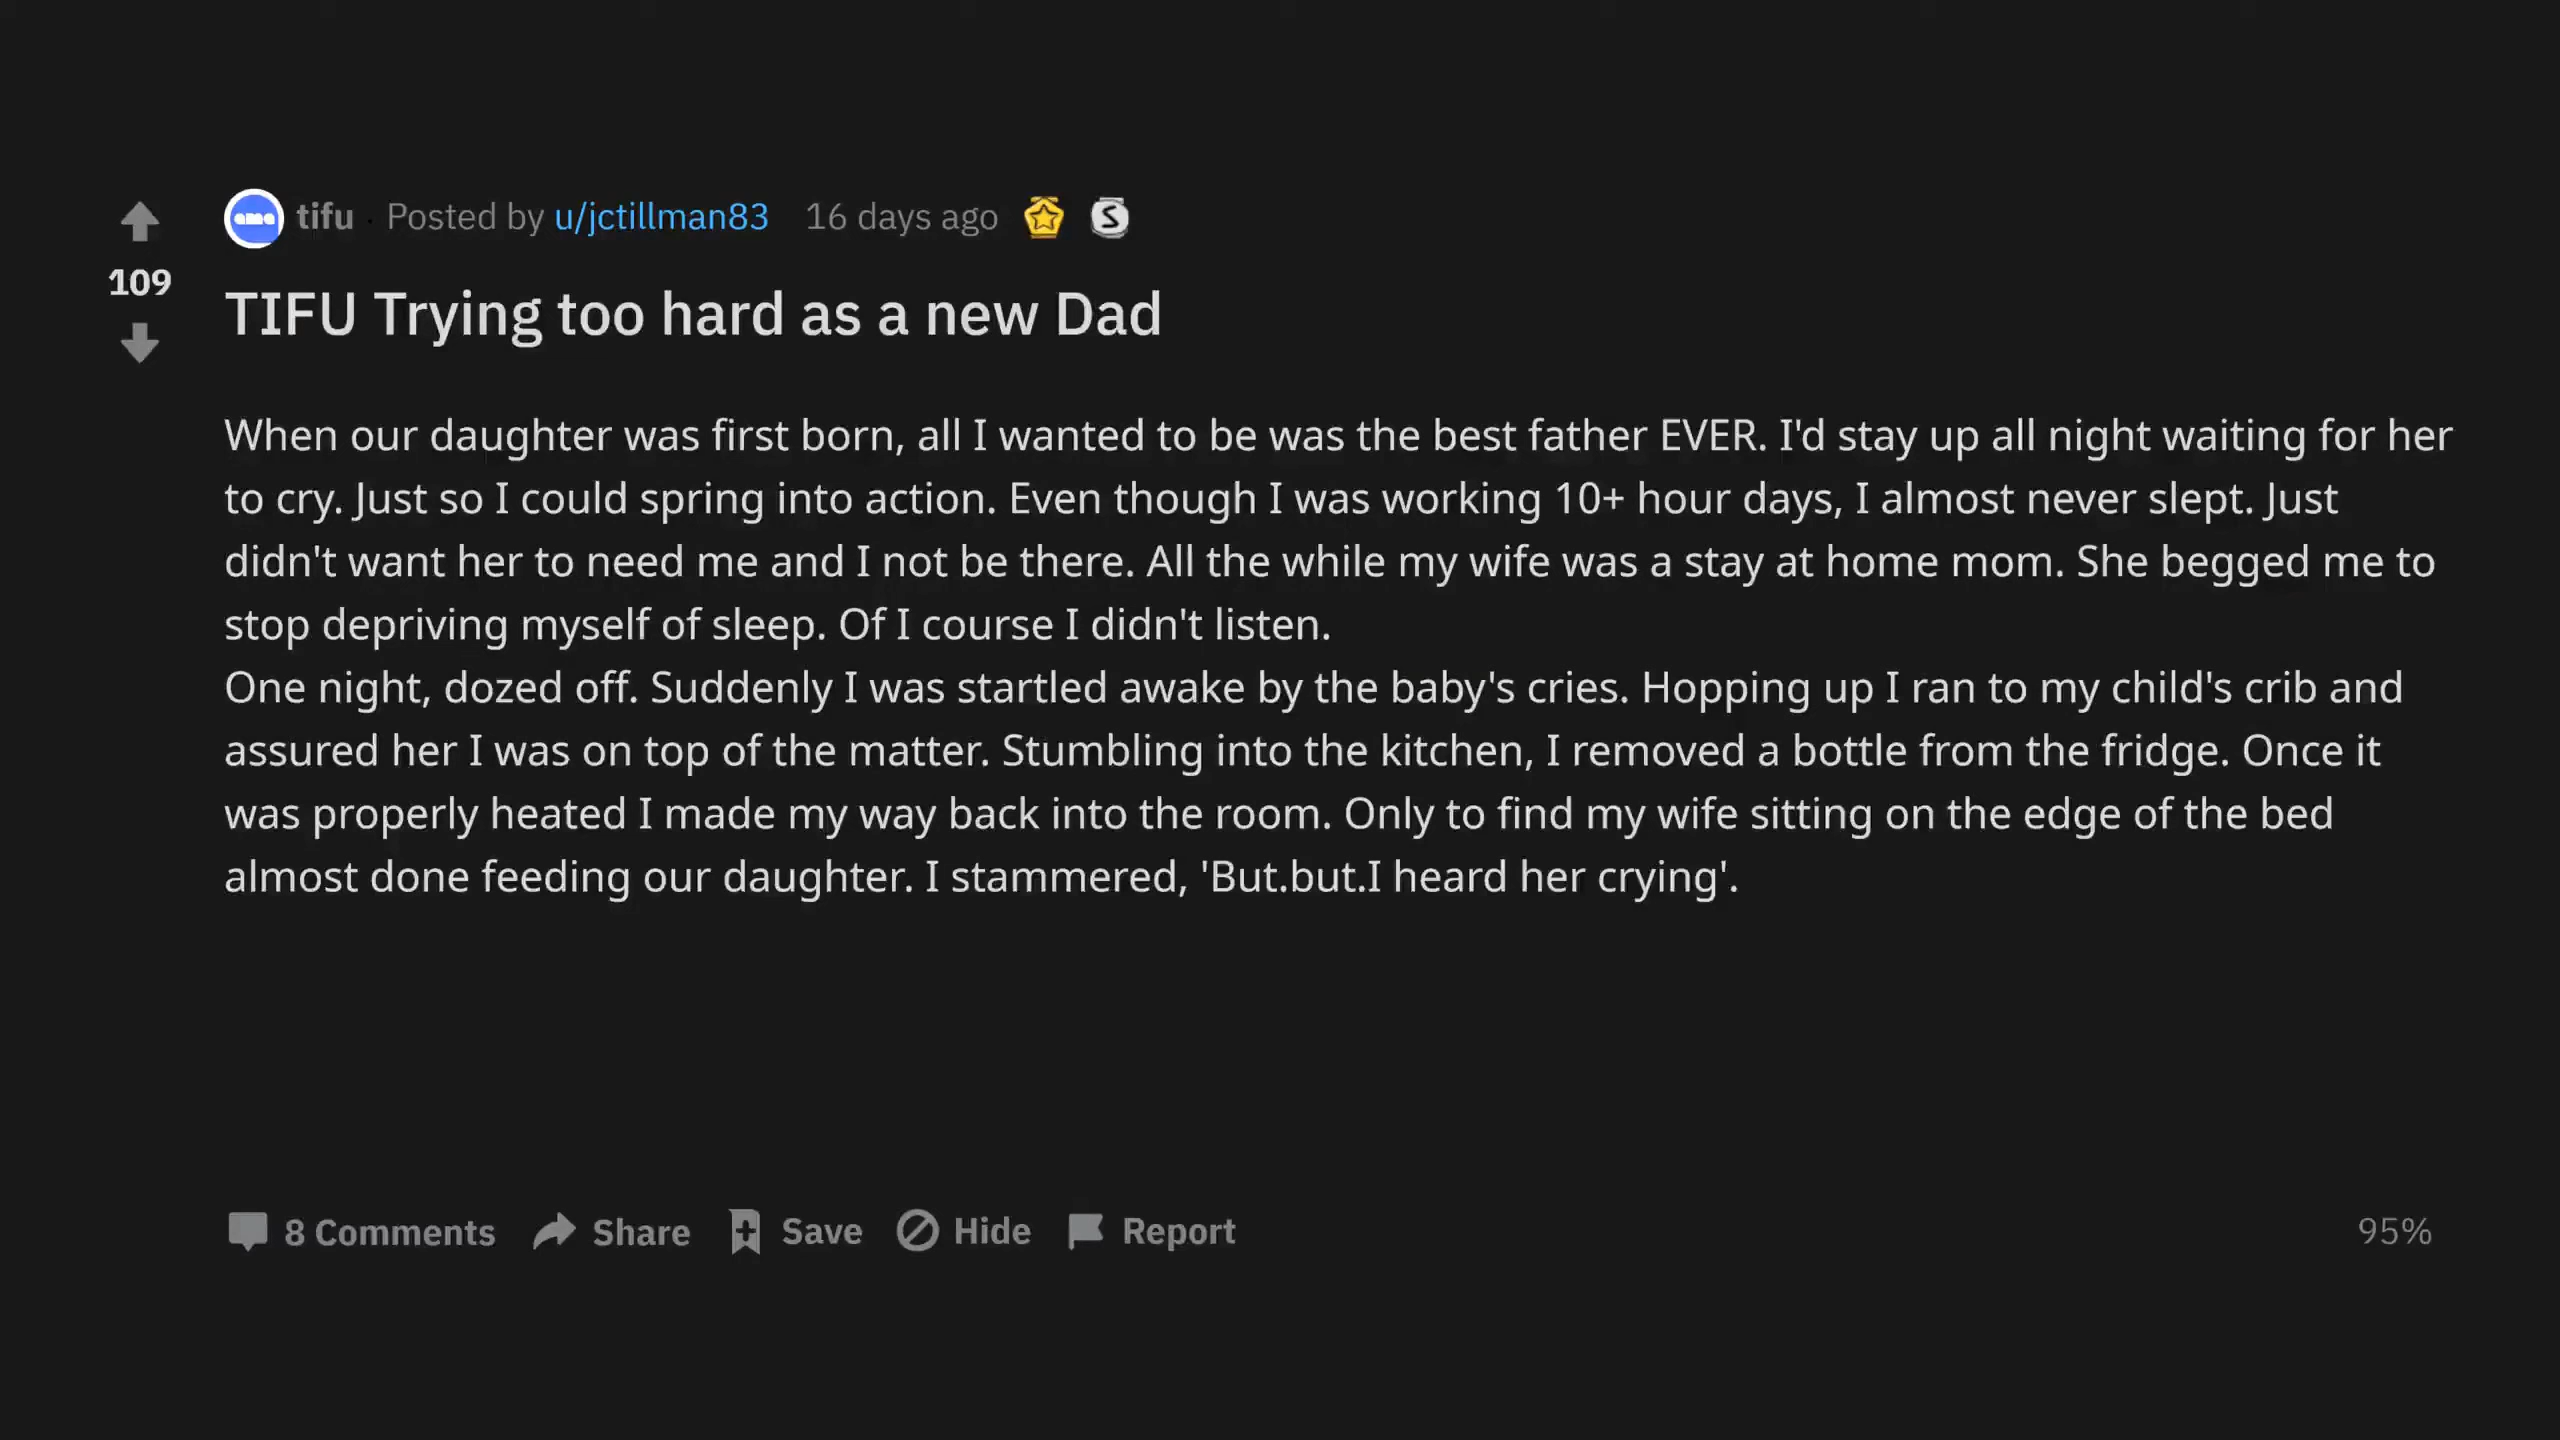 tifu · Posted by u/jctillman83 16 days ago
109
TIFU Trying too hard as a new Dad
When our daughter was first born, all I wanted to be was the best father EVER. I'd stay up all night waiting for her
to cry. Just so I could spring into action. Even though I was working 10+ hour days, I almost never slept. Just
didn't want her to need me and I not be there. All the while my wife was a stay at home mom. She begged me to
stop depriving myself of sleep. Of I course I didn't listen.
One night, dozed off. Suddenly I was startled awake by the baby's cries. Hopping up I ran to my child's crib and
assured her I was on top of the matter. Stumbling into the kitchen, I removed a bottle from the fridge. Once it
was properly heated I made my way back into the room. Only to find my wife sitting on the edge of the bed
almost done feeding our daughter. I stammered, 'But.but.I heard her crying'.
8 Comments Share Save Hide Report 95%